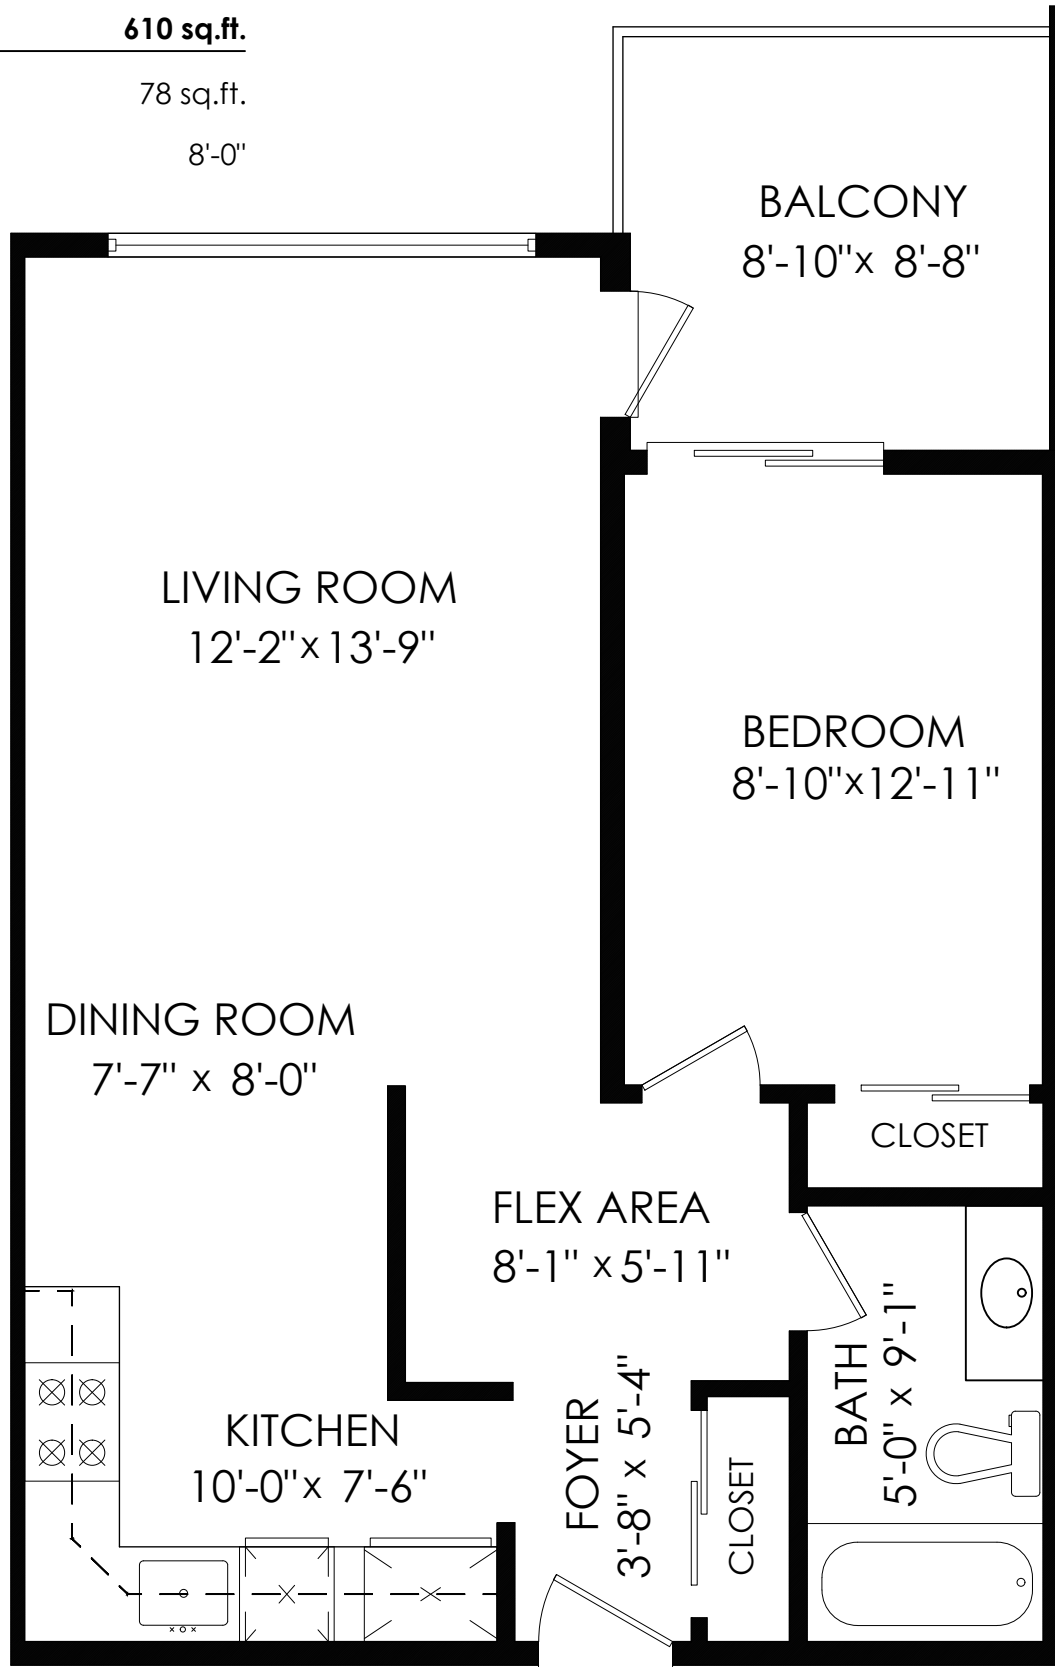 610 sq.ft.
78 sq.ft.
8'-0"
BALCONY
8'-10"x 8'-8"
LIVING ROOM
12'-2"x 13'-9"
BEDROOM
8'-10"x12'-11"
DINING ROOM
7'-7" x 8'-0"
CLOSET
FLEX AREA
8'-1" x 5'-11"
BATH
5'-0" x 9'-1"
KITCHEN
10'-0"x 7'-6"
FOYER
3'-8" x 5'-4"
CLOSET